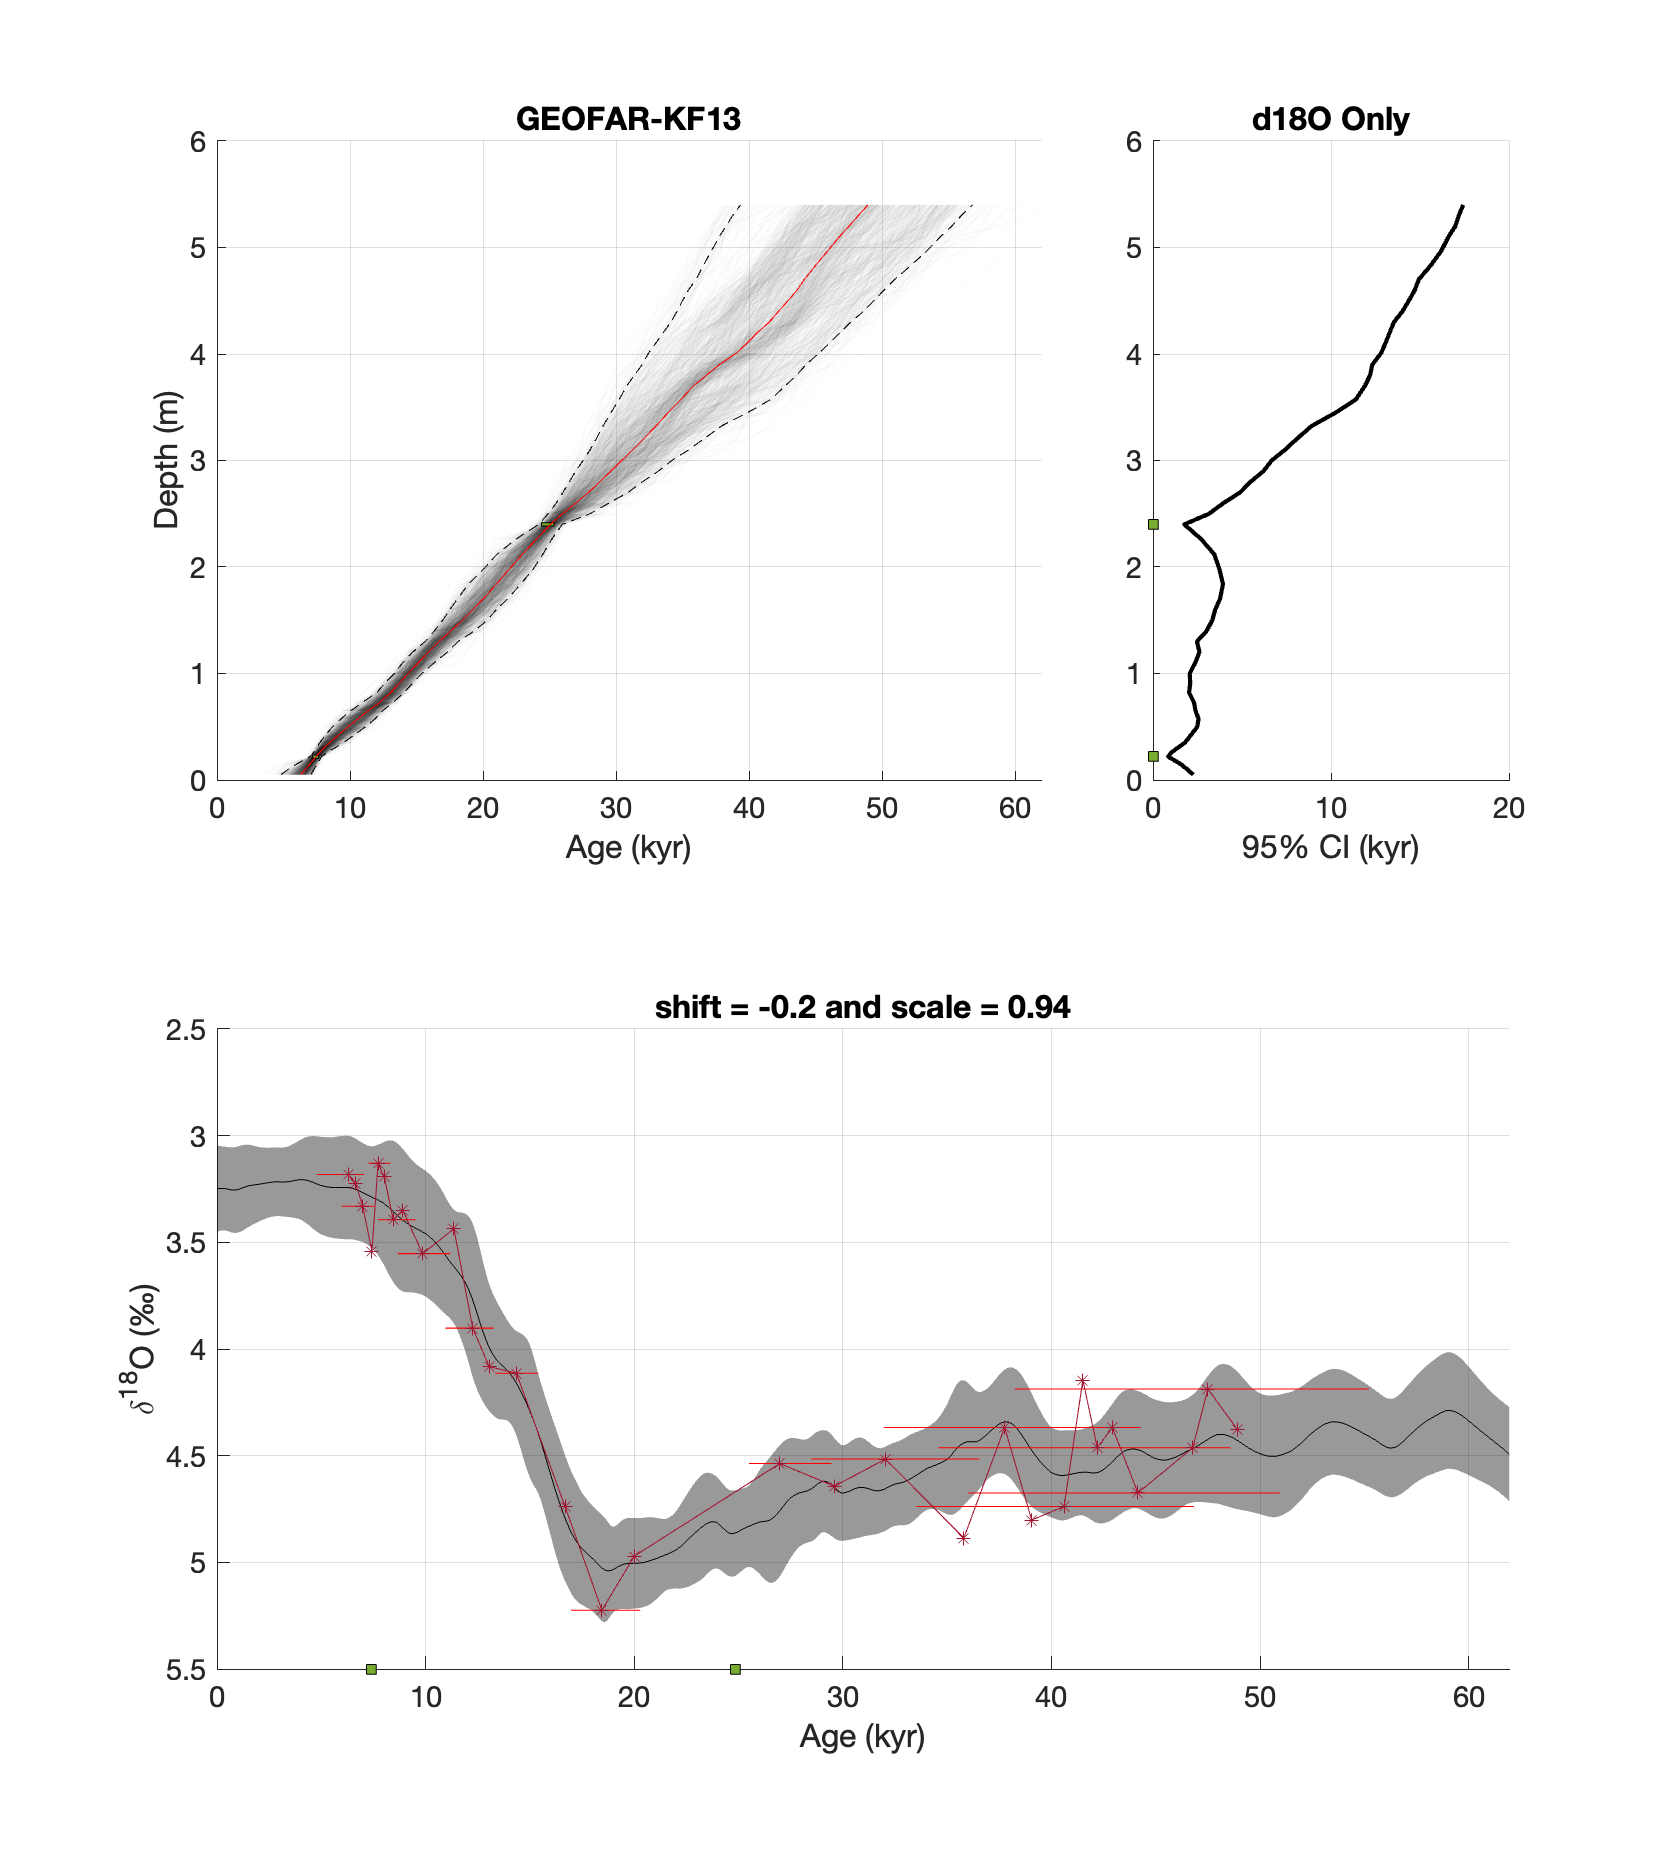 GEOFAR-KF13
6
5
4
3
2
1
0
Depth (m)
0 10 20 30 40 50 60
Age (kyr)
d18O Only
6
5
4
3
2
1
0
0 10 20
95% CI (kyr)
shift = -0.2 and scale = 0.94
2.5
3
3.5
4
4.5
5
5.5
δ¹⁸O (‰)
0 10 20 30 40 50 60
Age (kyr)